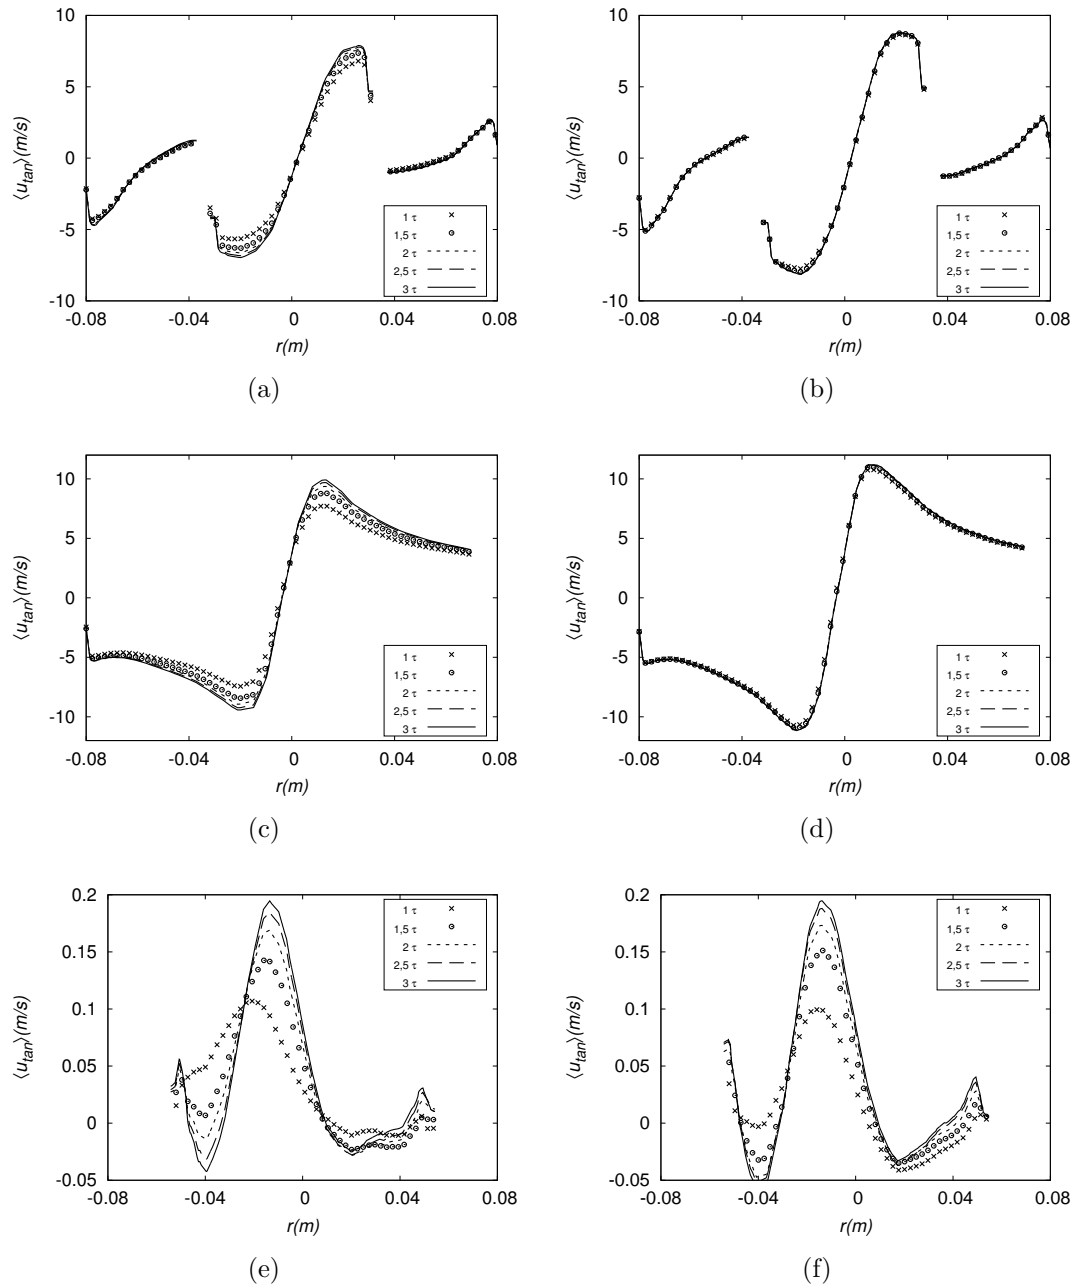 10
5
0
-5
-10
⟨u_tan⟩(m/s)
1 τ
1,5 τ
2 τ
2,5 τ
3 τ
-0.08 -0.04 0 0.04 0.08
r(m)
(a)
10
5
0
-5
-10
⟨u_tan⟩(m/s)
1 τ
1,5 τ
2 τ
2,5 τ
3 τ
-0.08 -0.04 0 0.04 0.08
r(m)
(b)
10
5
0
-5
-10
⟨u_tan⟩(m/s)
1 τ
1,5 τ
2 τ
2,5 τ
3 τ
-0.08 -0.04 0 0.04 0.08
r(m)
(c)
10
5
0
-5
-10
⟨u_tan⟩(m/s)
1 τ
1,5 τ
2 τ
2,5 τ
3 τ
-0.08 -0.04 0 0.04 0.08
r(m)
(d)
0.2
0.15
0.1
0.05
0
-0.05
⟨u_tan⟩(m/s)
1 τ
1,5 τ
2 τ
2,5 τ
3 τ
-0.08 -0.04 0 0.04 0.08
r(m)
(e)
0.2
0.15
0.1
0.05
0
-0.05
⟨u_tan⟩(m/s)
1 τ
1,5 τ
2 τ
2,5 τ
3 τ
-0.08 -0.04 0 0.04 0.08
r(m)
(f)